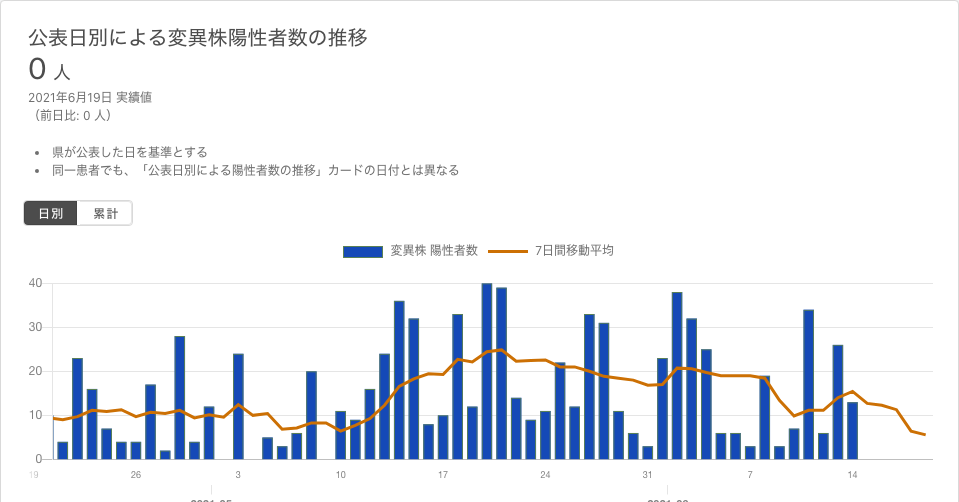 公表日別による変異株陽性者数の推移
0 人
2021年6月19日 実績値
（前日比: 0 人）
• 県が公表した日を基準とする
• 同一患者でも、「公表日別による陽性者数の推移」カードの日付とは異なる
日別 累計
変異株 陽性者数 7日間移動平均
40
30
20
10
0
19 26 3 10 17 24 31 7 14